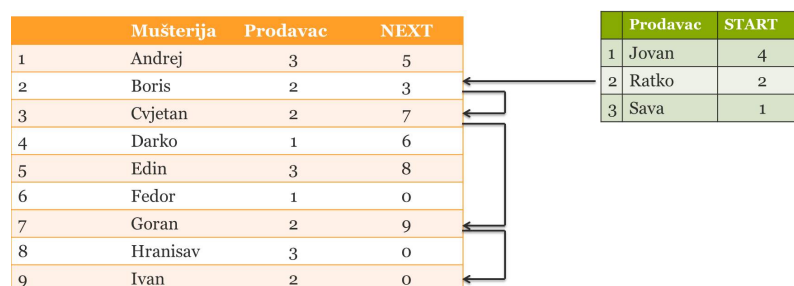 Mušterija Prodavac NEXT
1 Andrej 3 5
2 Boris 2 3
3 Cvjetan 2 7
4 Darko 1 6
5 Edin 3 8
6 Fedor 1 0
7 Goran 2 9
8 Hranisav 3 0
9 Ivan 2 0
Prodavac START
1 Jovan 4
2 Ratko 2
3 Sava 1